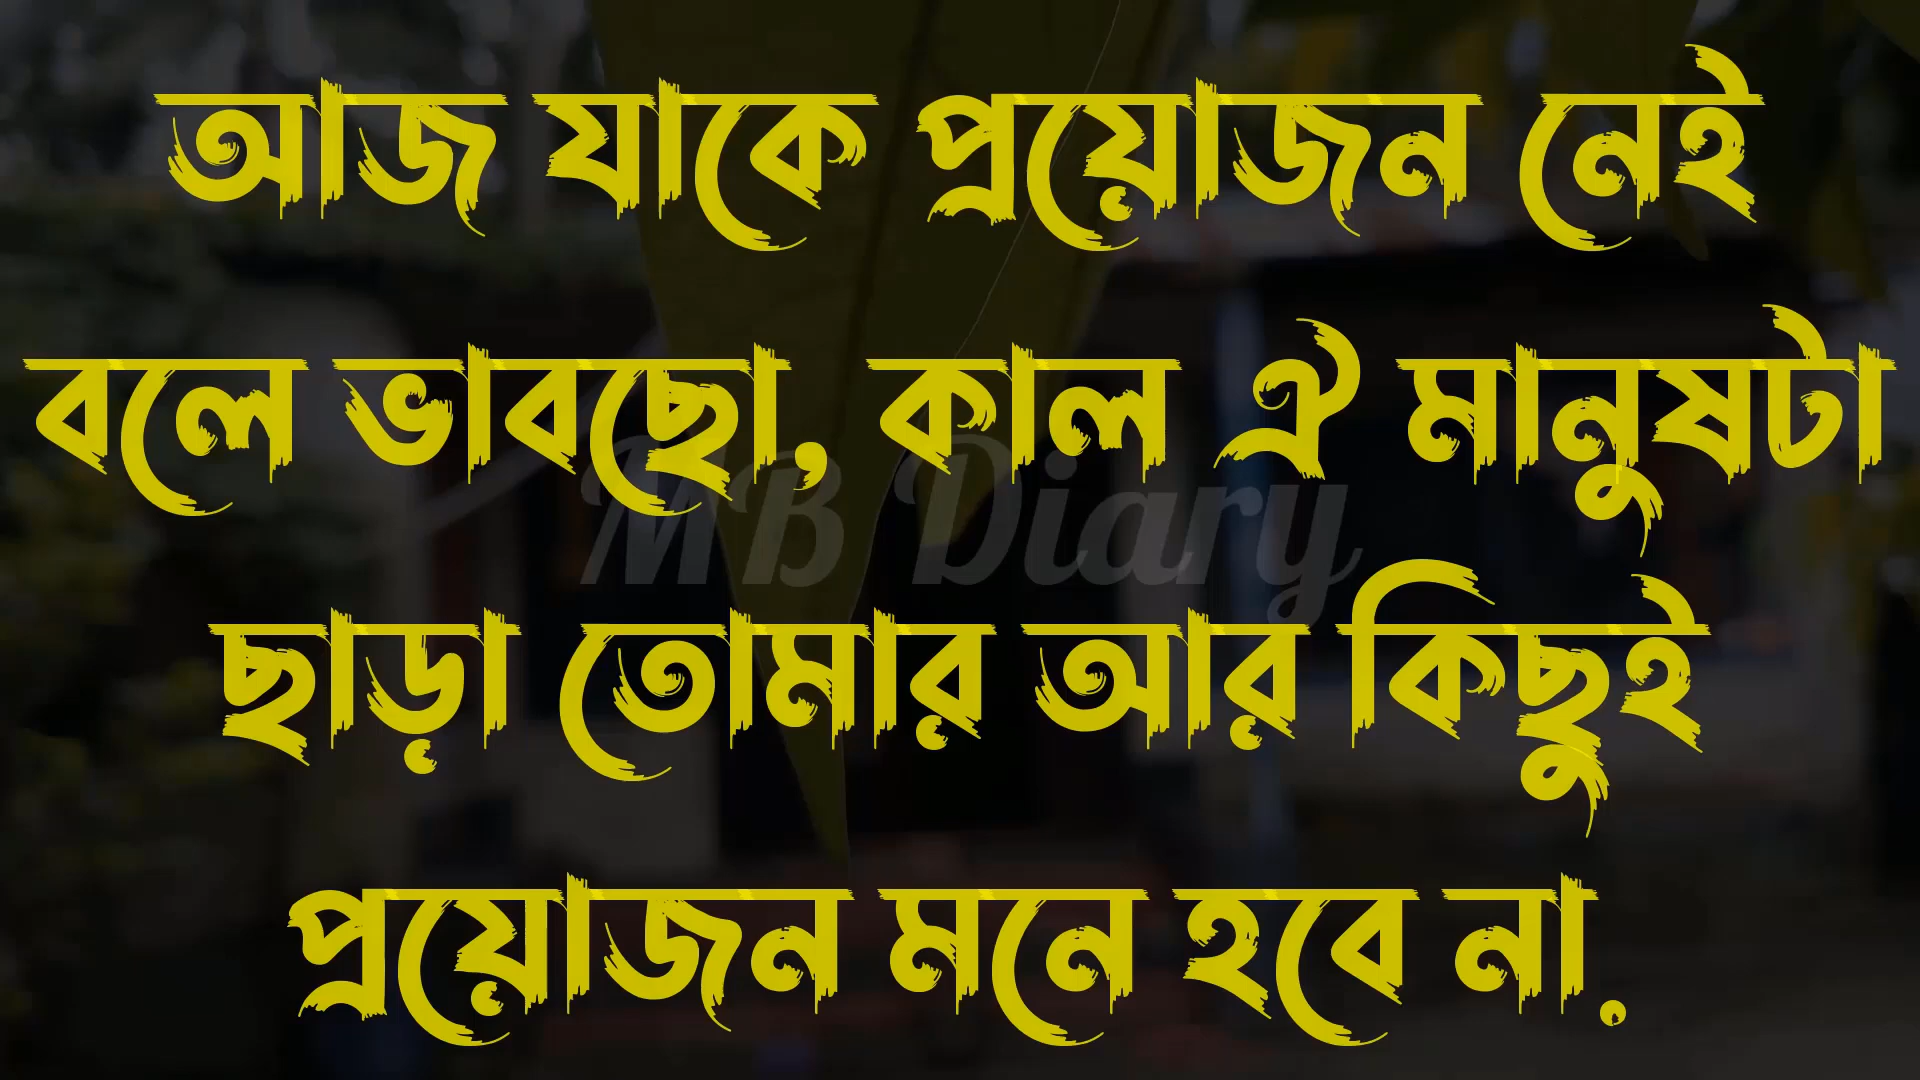 আজ যাকে প্রয়োজন নেই
বলে ভাবছো, কাল ঐ মানুষটা
MB Diary
ছাড়া তোমার আর কিছুই
প্রয়োজন মনে হবে না.